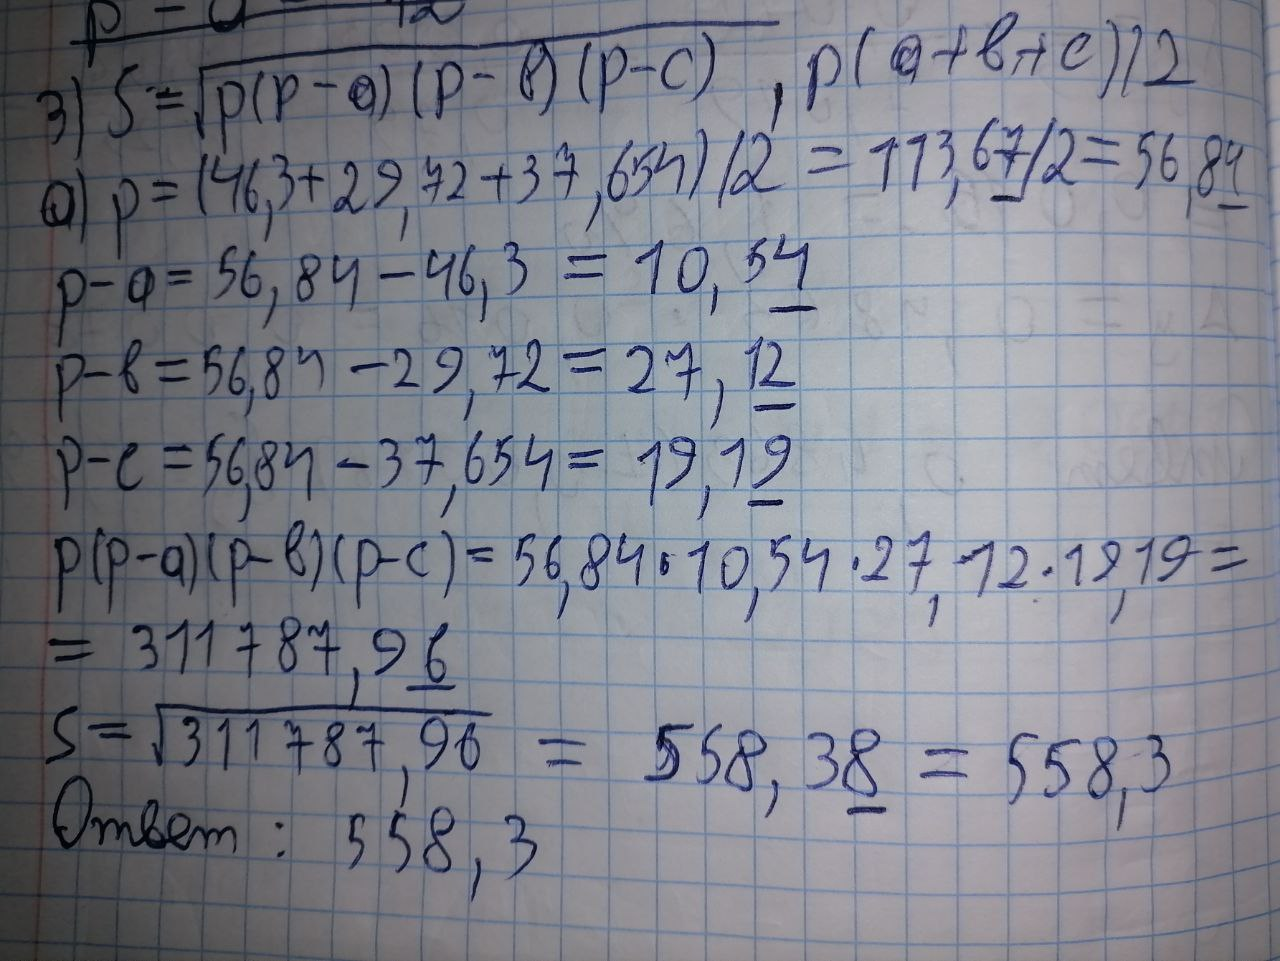 3) S=√p(p-a)(p-в)(p-c) , p(a+в+c)/2
a) p=(46,3+29,72+37,654)/2=113,67/2=56,84
p-a=56,84-46,3=10,54
p-в=56,84-29,72=27,12
p-c=56,84-37,654=19,19
p(p-a)(p-в)(p-c)=56,84·10,54·27,12·19,19=
=311787,96
S=√311787,96 = 558,38 = 558,3
Ответ: 558,3